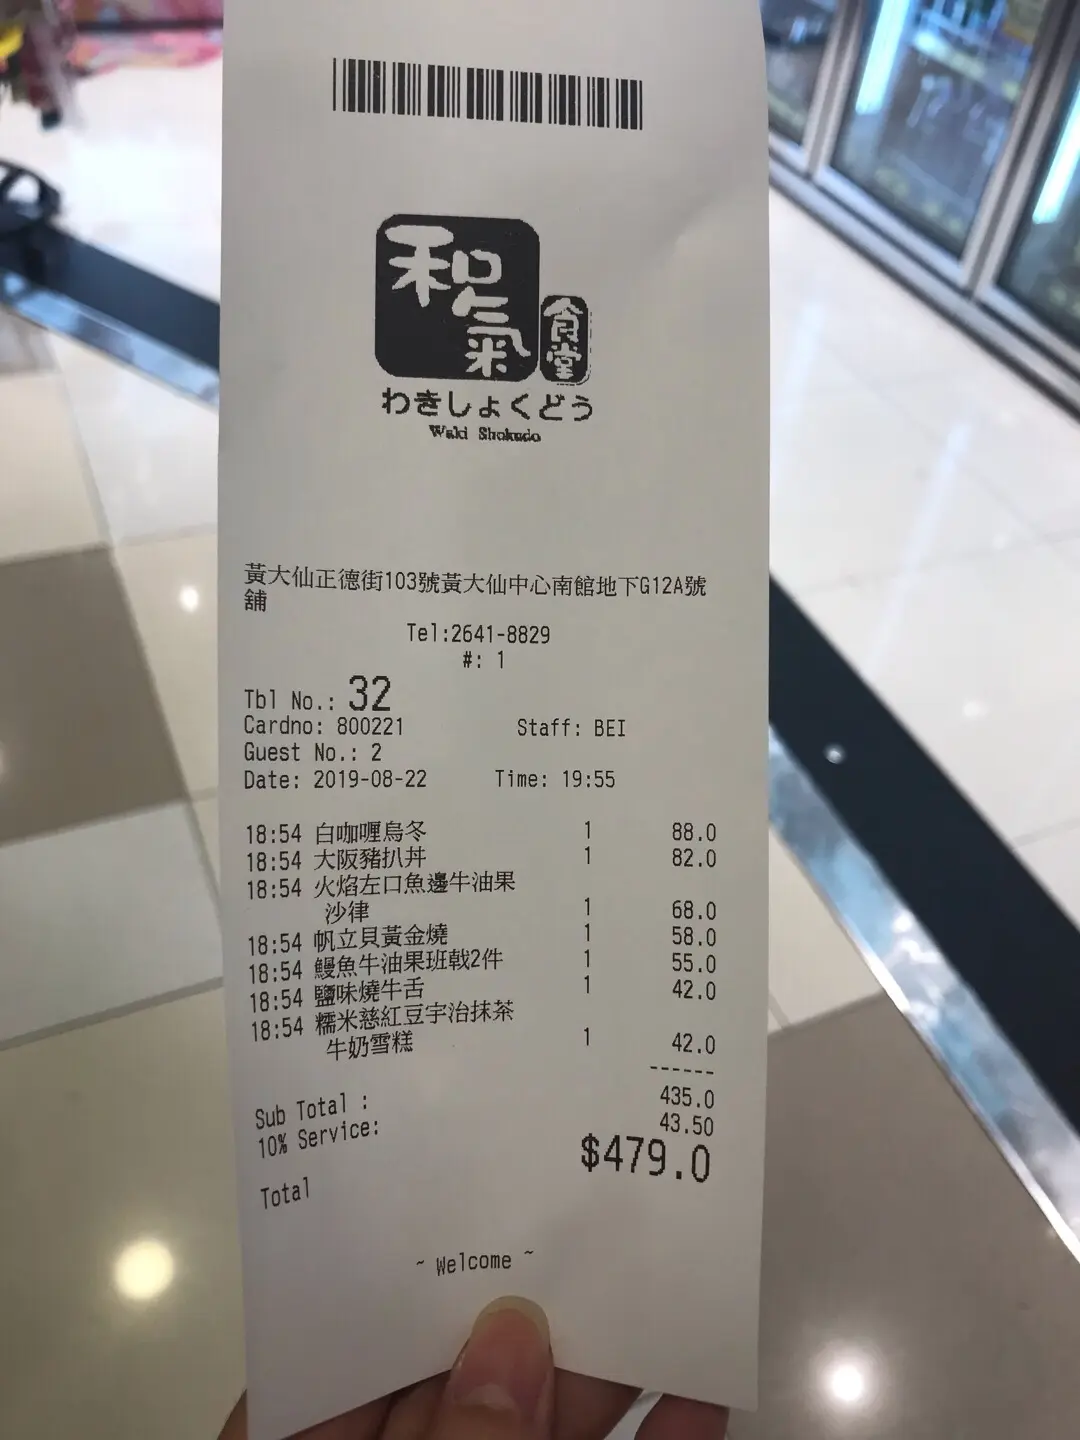 和氣
食堂
わきしょくどう
Waki Shokudo
黃大仙正德街103號黃大仙中心南館地下G12A號
舖
Tel:2641-8829
#: 1
Tbl No.: 32
Cardno: 800221 Staff: BEI
Guest No.: 2
Date: 2019-08-22 Time: 19:55
18:54 白咖喱烏冬 1 88.0
18:54 大阪豬扒丼 1 82.0
18:54 火焰左口魚邊牛油果
沙律 1 68.0
18:54 帆立貝黃金燒 1 58.0
18:54 鰻魚牛油果班戟2件 1 55.0
18:54 鹽味燒牛舌 1 42.0
18:54 糯米慈紅豆宇治抹茶
牛奶雪糕 1 42.0
------
Sub Total : 435.0
10% Service: 43.50
Total $479.0
~ Welcome ~